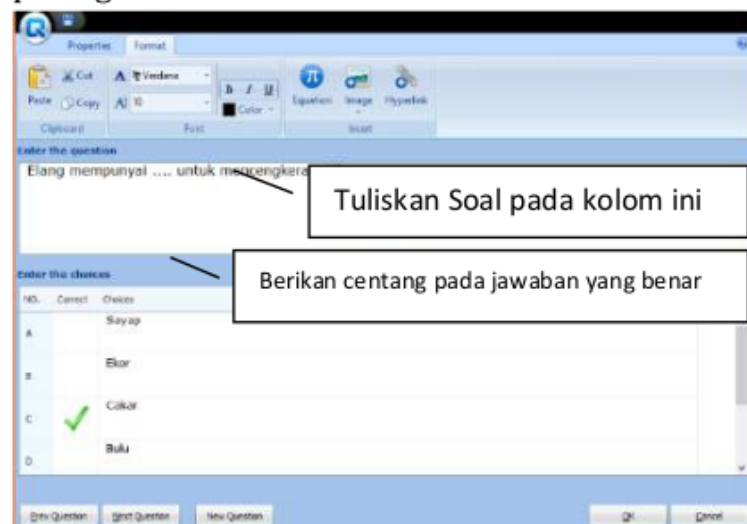 Properties Format
Cut A Verdana
Paste Copy A 10 B I U Color Equation Image Hyperlink
Clipboard Font Insert
Enter the question
Elang mempunyai .... untuk mencengkera
Tuliskan Soal pada kolom ini
Berikan centang pada jawaban yang benar
Enter the choices
NO. Correct Choices
A Sayap
B Ekor
C Cakar
D Bulu
Prev Question Next Question New Question OK Cancel